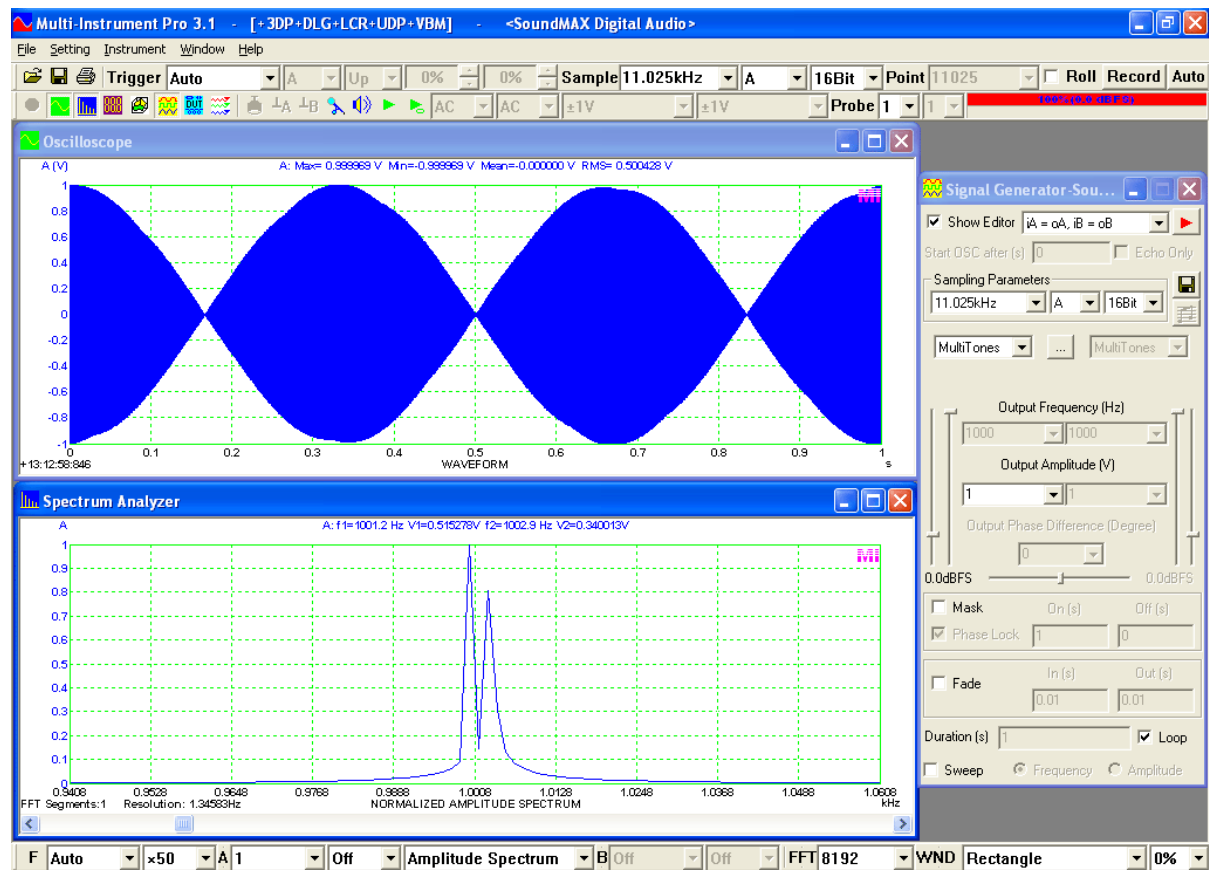 Multi-Instrument Pro 3.1 - [+3DP+DLG+LCR+UDP+VBM] - <SoundMAX Digital Audio>
File Setting Instrument Window Help
Trigger Auto A Up 0% 0% Sample 11.025kHz A 16Bit Point 11025 Roll Record Auto
A B AC AC ±1V ±1V Probe 1 1 100% (0.0 dBFS)
Oscilloscope
A (V) A: Max= 0.999969 V Min=-0.999969 V Mean=-0.000000 V RMS= 0.500428 V
MI
1
0.8
0.6
0.4
0.2
0
-0.2
-0.4
-0.6
-0.8
-1
0 0.1 0.2 0.3 0.4 0.5 0.6 0.7 0.8 0.9 1
+13:12:58:846 WAVEFORM s
Spectrum Analyzer
A A: f1=1001.2 Hz V1=0.515278V f2=1002.9 Hz V2=0.340013V
MI
1
0.9
0.8
0.7
0.6
0.5
0.4
0.3
0.2
0.1
0
0.9408 0.9528 0.9648 0.9768 0.9888 1.0008 1.0128 1.0248 1.0368 1.0488 1.0608
FFT Segments:1 Resolution: 1.34583Hz NORMALIZED AMPLITUDE SPECTRUM kHz
Signal Generator-Sou...
Show Editor iA = oA, iB = oB
Start OSC after (s) 0 Echo Only
Sampling Parameters
11.025kHz A 16Bit
MultiTones ... MultiTones
Output Frequency (Hz)
1000 1000
Output Amplitude (V)
1 1
Output Phase Difference (Degree)
0
0.0dBFS 0.0dBFS
Mask On (s) Off (s)
Phase Lock 1 0
Fade In (s) Out (s)
0.01 0.01
Duration (s) 1 Loop
Sweep Frequency Amplitude
F Auto ×50 A 1 Off Amplitude Spectrum B Off Off FFT 8192 WND Rectangle 0%